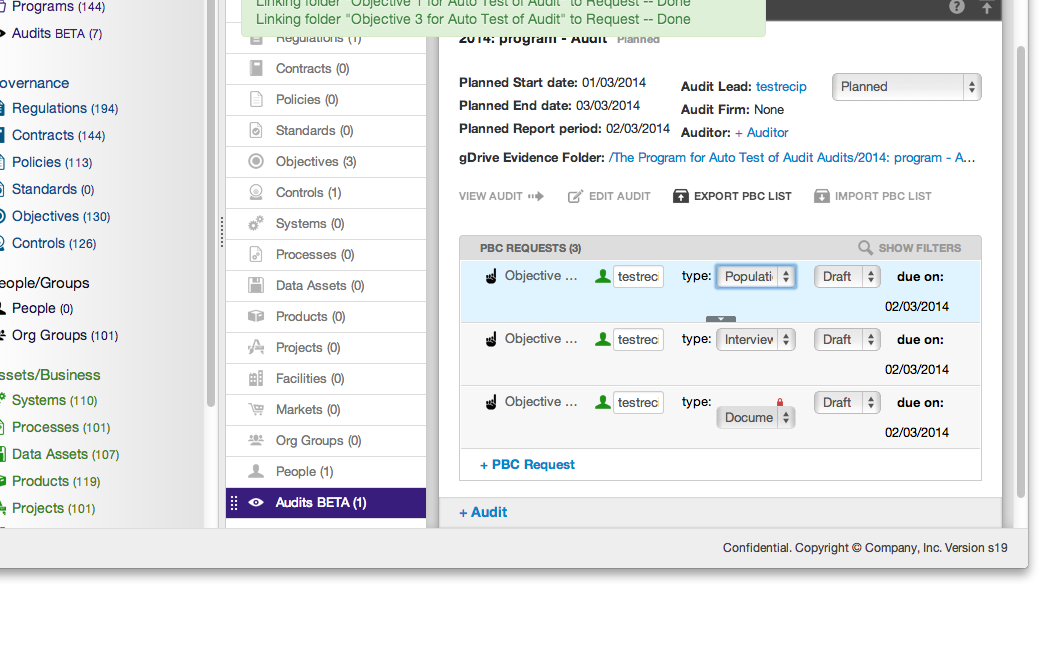 Programs (144)
Audits BETA (7)
overnance
Regulations (194)
Contracts (144)
Policies (113)
Standards (0)
Objectives (130)
Controls (126)
eople/Groups
People (0)
Org Groups (101)
ssets/Business
Systems (110)
Processes (101)
Data Assets (107)
Products (119)
Projects (101)
Linking folder "Objective 1 for Auto Test of Audit" to Request -- Done
Linking folder "Objective 3 for Auto Test of Audit" to Request -- Done
Regulations (1)
Contracts (0)
Policies (0)
Standards (0)
Objectives (3)
Controls (1)
Systems (0)
Processes (0)
Data Assets (0)
Products (0)
Projects (0)
Facilities (0)
Markets (0)
Org Groups (0)
People (1)
Audits BETA (1)
2014: program - Audit Planned
Planned Start date: 01/03/2014
Planned End date: 03/03/2014
Planned Report period: 02/03/2014
Audit Lead: testrecip
Audit Firm: None
Auditor: + Auditor
Planned
gDrive Evidence Folder: /The Program for Auto Test of Audit Audits/2014: program - A...
VIEW AUDIT EDIT AUDIT EXPORT PBC LIST IMPORT PBC LIST
PBC REQUESTS (3) SHOW FILTERS
Objective ... testreci type: Populati Draft due on:
02/03/2014
Objective ... testreci type: Interview Draft due on:
02/03/2014
Objective ... testreci type: Docume Draft due on:
02/03/2014
+ PBC Request
+ Audit
Confidential. Copyright © Company, Inc. Version s19